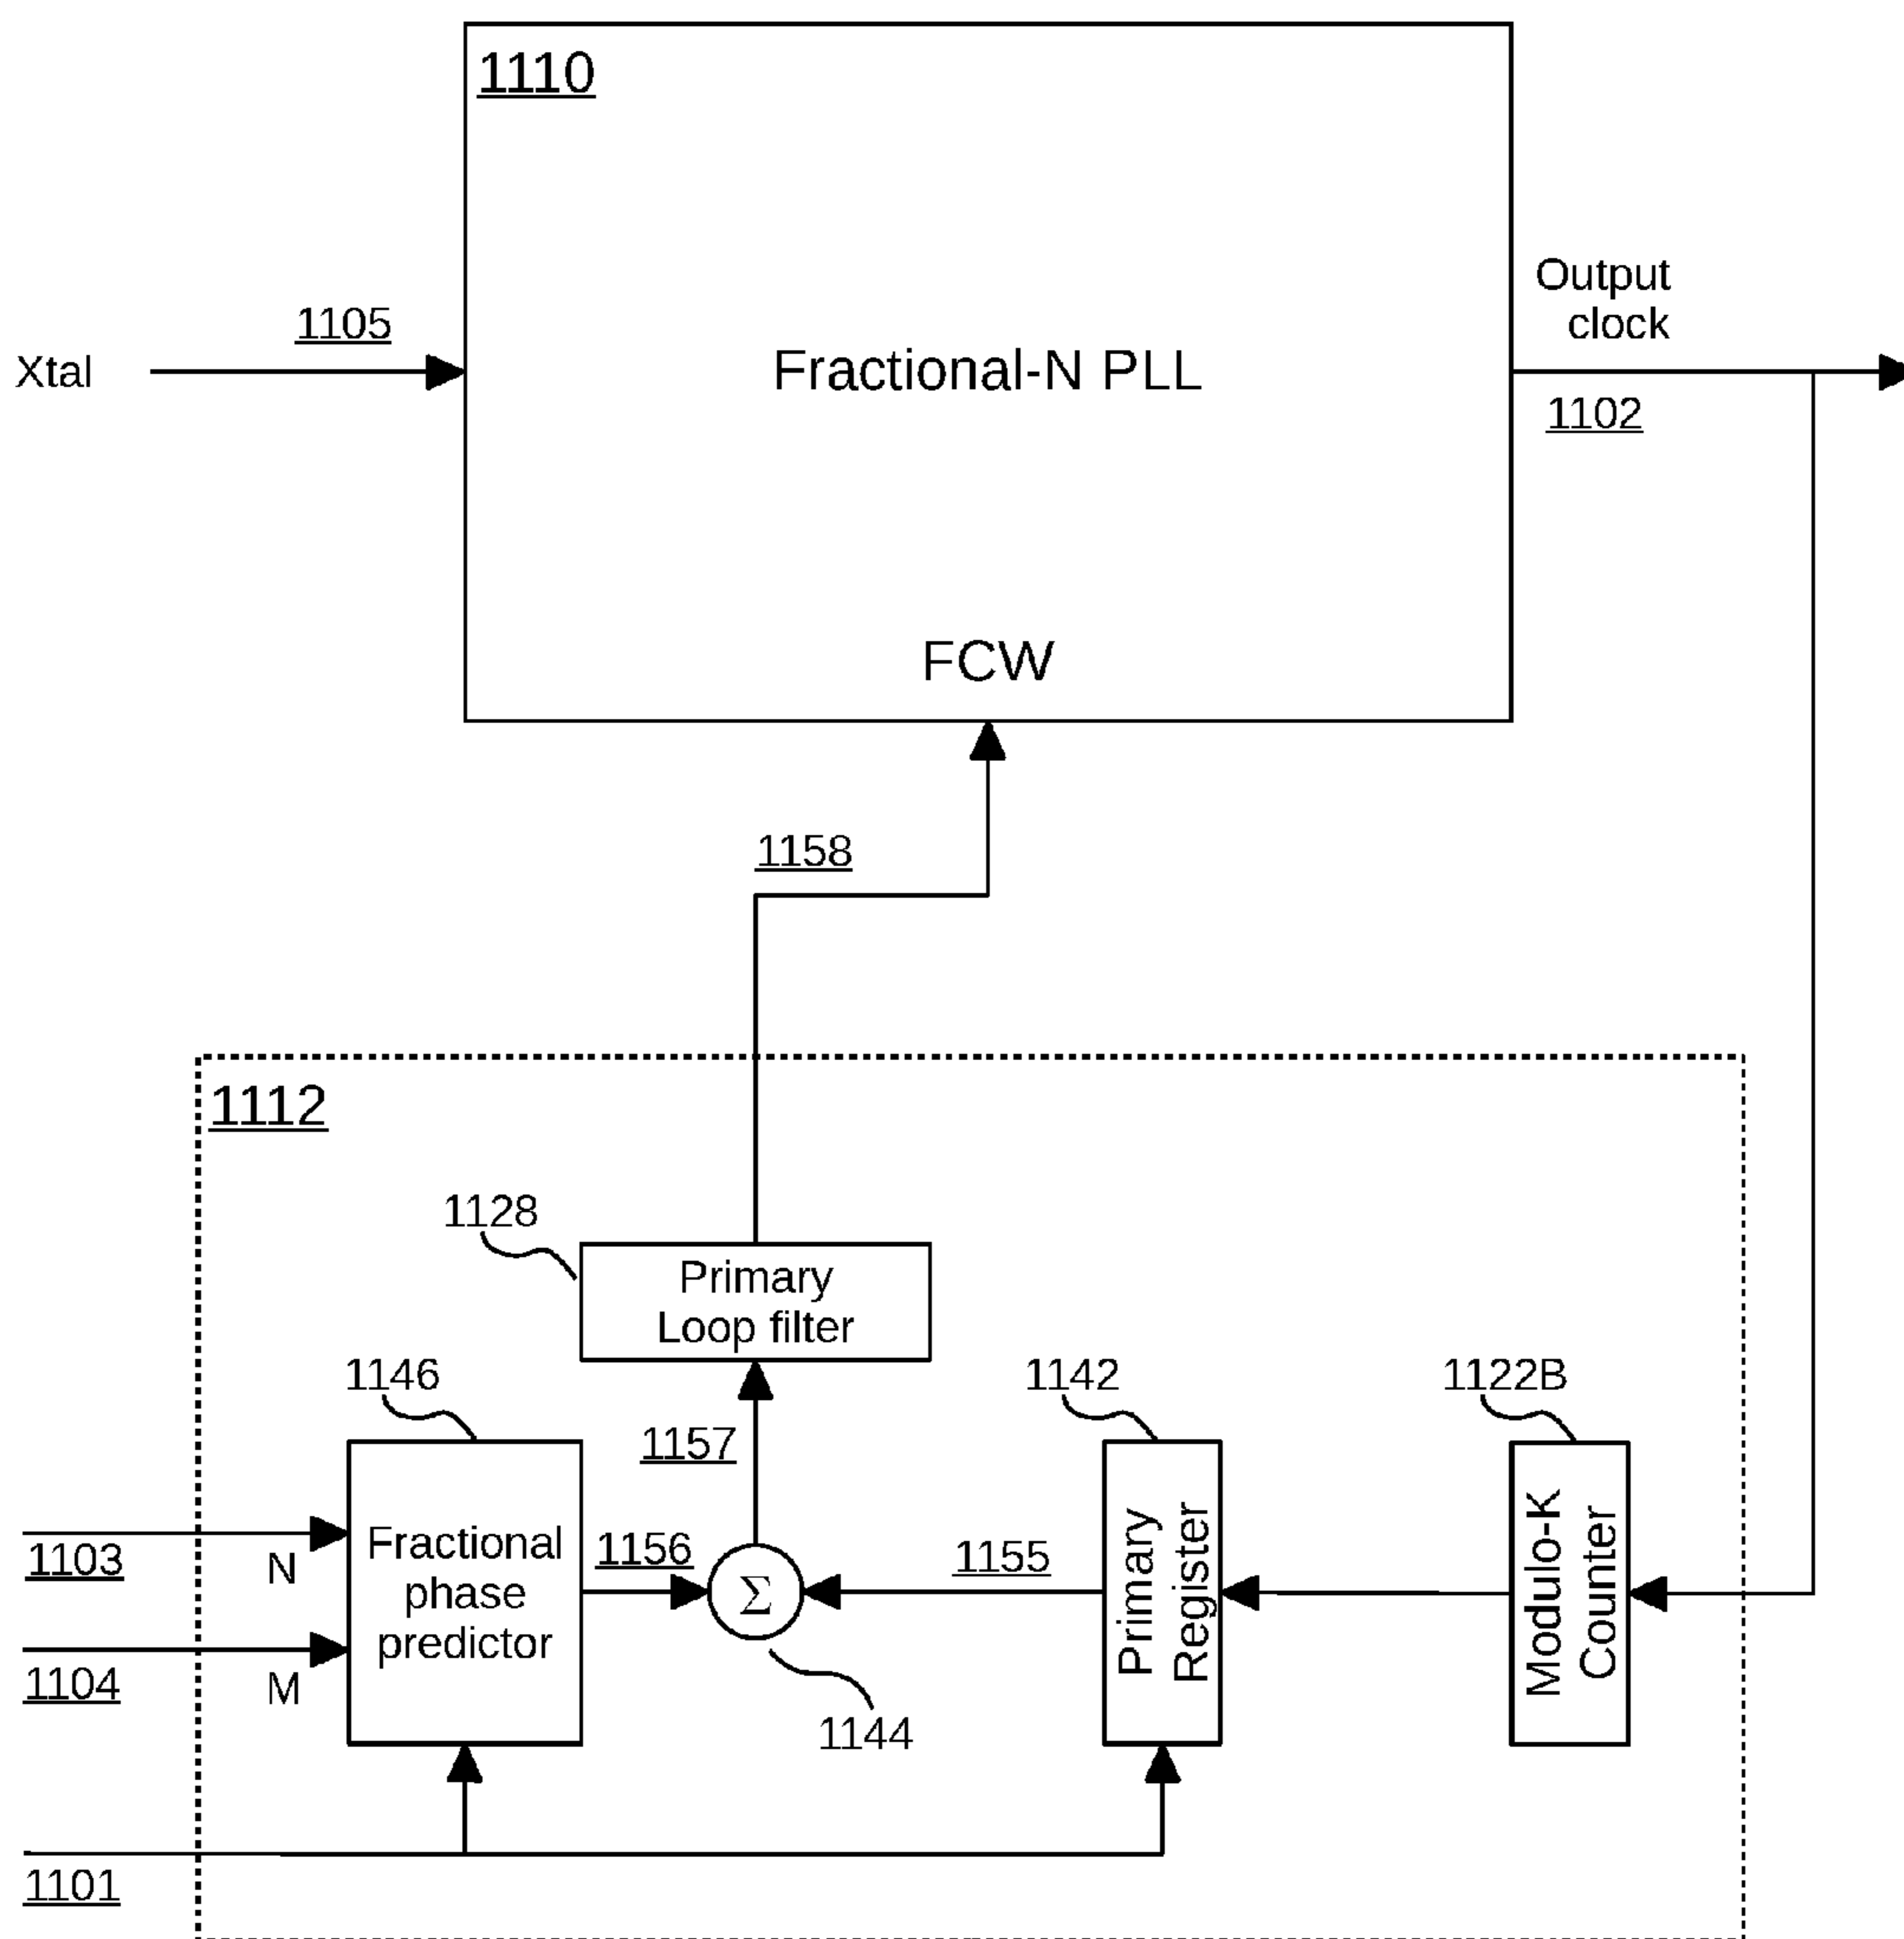 1110
Output
clock
1105
Xtal
Fractional-N PLL
1102
FCW
1158
1112
1128
Primary
Loop filter
1146
1142
1122B
1157
Fractional
phase
predictor
1156
Σ
1155
Primary
Register
Modulo-K
Counter
1103
N
1104
M
1144
1101